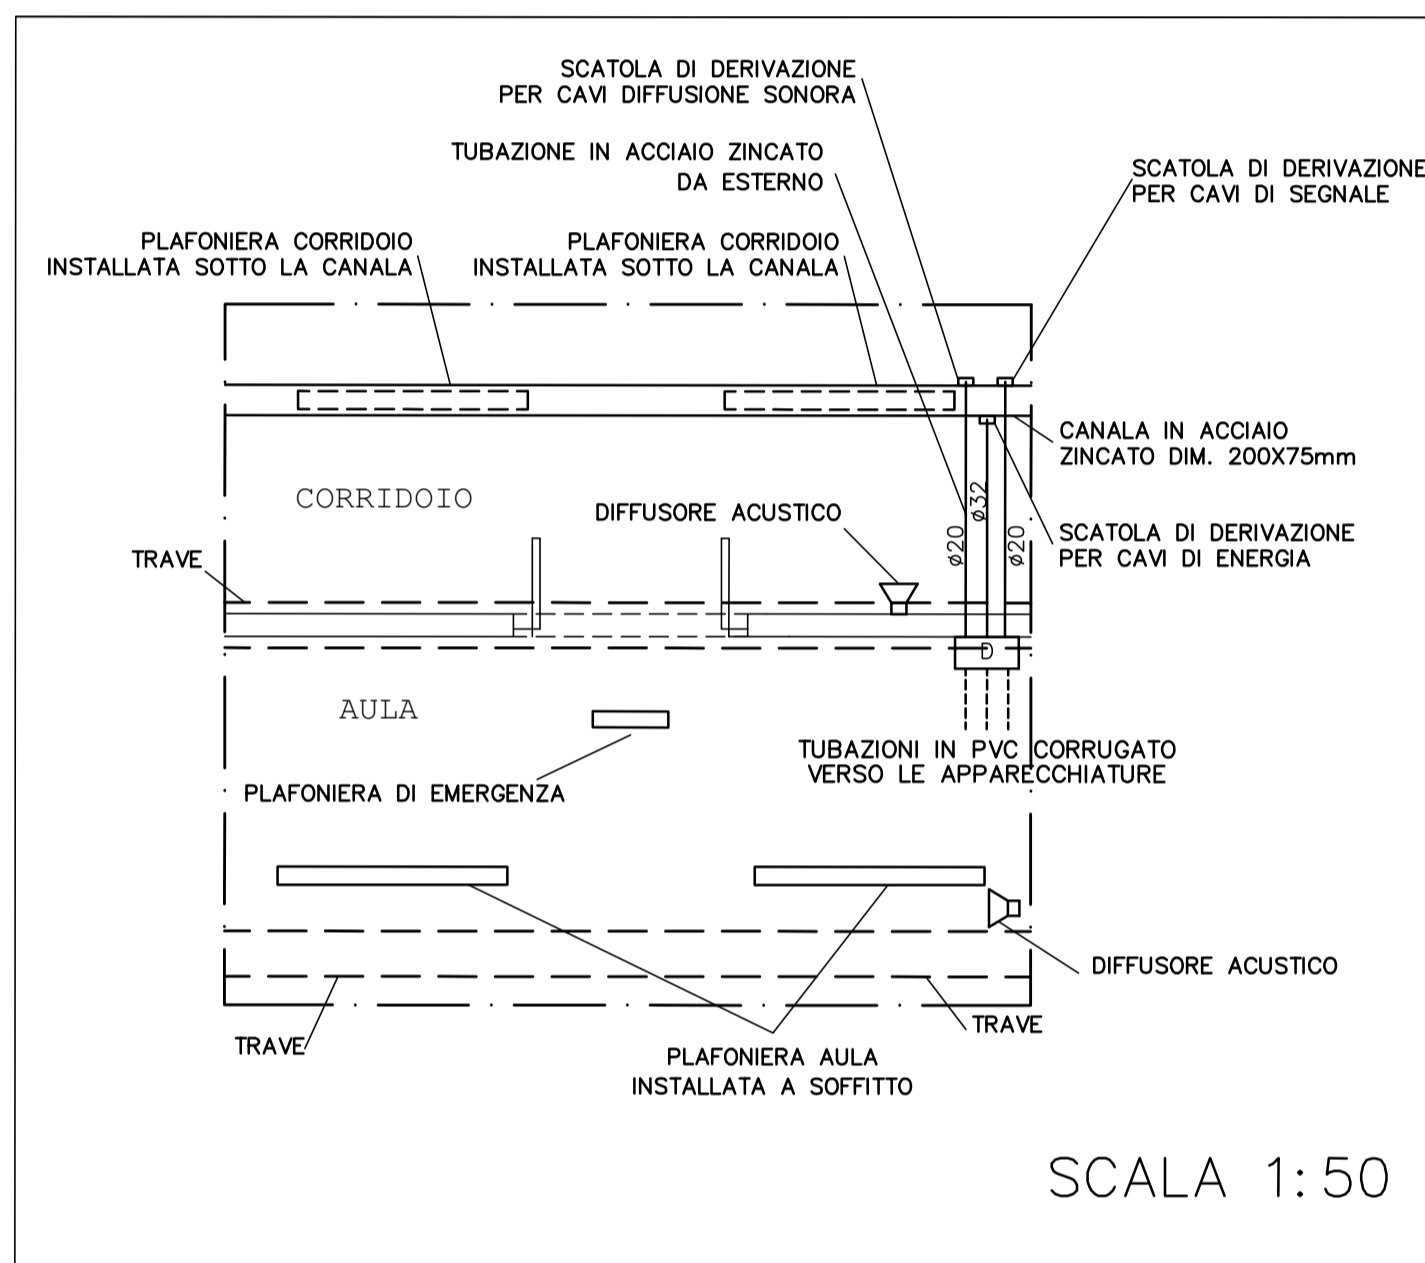 SCATOLA DI DERIVAZIONE
PER CAVI DIFFUSIONE SONORA
TUBAZIONE IN ACCIAIO ZINCATO
DA ESTERNO
SCATOLA DI DERIVAZIONE
PER CAVI DI SEGNALE
PLAFONIERA CORRIDOIO
INSTALLATA SOTTO LA CANALA
PLAFONIERA CORRIDOIO
INSTALLATA SOTTO LA CANALA
CANALA IN ACCIAIO
ZINCATO DIM. 200X75mm
CORRIDOIO
DIFFUSORE ACUSTICO
ø20
ø32
ø20
SCATOLA DI DERIVAZIONE
PER CAVI DI ENERGIA
TRAVE
D
AULA
TUBAZIONI IN PVC CORRUGATO
VERSO LE APPARECCHIATURE
PLAFONIERA DI EMERGENZA
DIFFUSORE ACUSTICO
TRAVE
TRAVE
PLAFONIERA AULA
INSTALLATA A SOFFITTO
SCALA 1:50